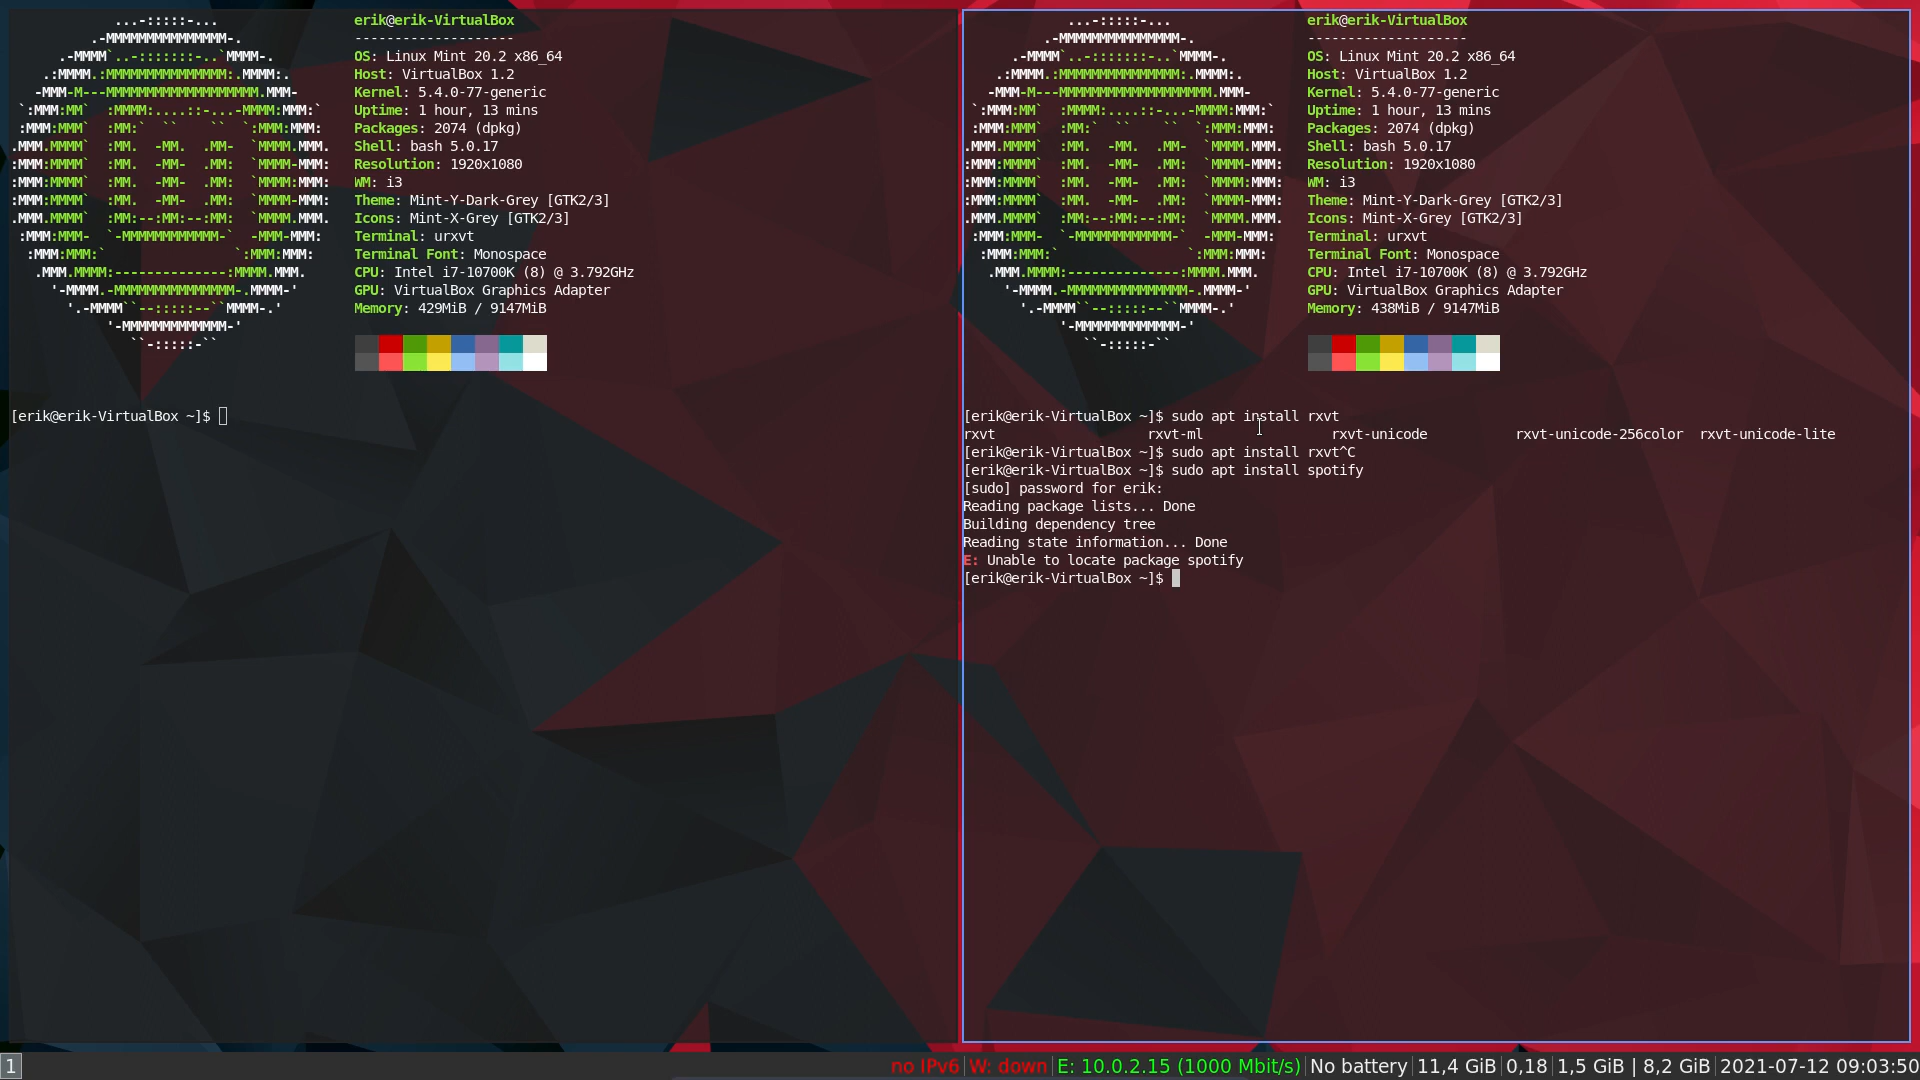 erik@erik-VirtualBox
--------------------
OS: Linux Mint 20.2 x86_64
Host: VirtualBox 1.2
Kernel: 5.4.0-77-generic
Uptime: 1 hour, 13 mins
Packages: 2074 (dpkg)
Shell: bash 5.0.17
Resolution: 1920x1080
WM: i3
Theme: Mint-Y-Dark-Grey [GTK2/3]
Icons: Mint-X-Grey [GTK2/3]
Terminal: urxvt
Terminal Font: Monospace
CPU: Intel i7-10700K (8) @ 3.792GHz
GPU: VirtualBox Graphics Adapter
Memory: 429MiB / 9147MiB
[erik@erik-VirtualBox ~]$
erik@erik-VirtualBox
--------------------
OS: Linux Mint 20.2 x86_64
Host: VirtualBox 1.2
Kernel: 5.4.0-77-generic
Uptime: 1 hour, 13 mins
Packages: 2074 (dpkg)
Shell: bash 5.0.17
Resolution: 1920x1080
WM: i3
Theme: Mint-Y-Dark-Grey [GTK2/3]
Icons: Mint-X-Grey [GTK2/3]
Terminal: urxvt
Terminal Font: Monospace
CPU: Intel i7-10700K (8) @ 3.792GHz
GPU: VirtualBox Graphics Adapter
Memory: 438MiB / 9147MiB
[erik@erik-VirtualBox ~]$ sudo apt install rxvt
rxvt rxvt-ml rxvt-unicode rxvt-unicode-256color rxvt-unicode-lite
[erik@erik-VirtualBox ~]$ sudo apt install rxvt^C
[erik@erik-VirtualBox ~]$ sudo apt install spotify
[sudo] password for erik:
Reading package lists... Done
Building dependency tree
Reading state information... Done
E: Unable to locate package spotify
[erik@erik-VirtualBox ~]$
1 no IPv6 | W: down | E: 10.0.2.15 (1000 Mbit/s) | No battery | 11,4 GiB | 0,18 | 1,5 GiB | 8,2 GiB | 2021-07-12 09:03:50